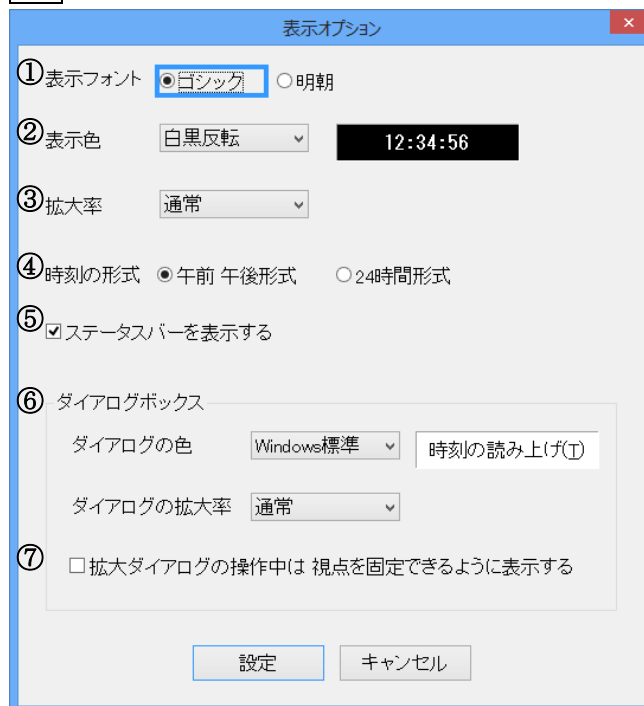 表示オプション
①表示フォント ゴシック 明朝
②表示色 白黒反転 12:34:56
③拡大率 通常
④時刻の形式 午前 午後形式 24時間形式
⑤ステータスバーを表示する
⑥ダイアログボックス
ダイアログの色 Windows標準 時刻の読み上げ(T)
ダイアログの拡大率 通常
⑦拡大ダイアログの操作中は 視点を固定できるように表示する
設定 キャンセル